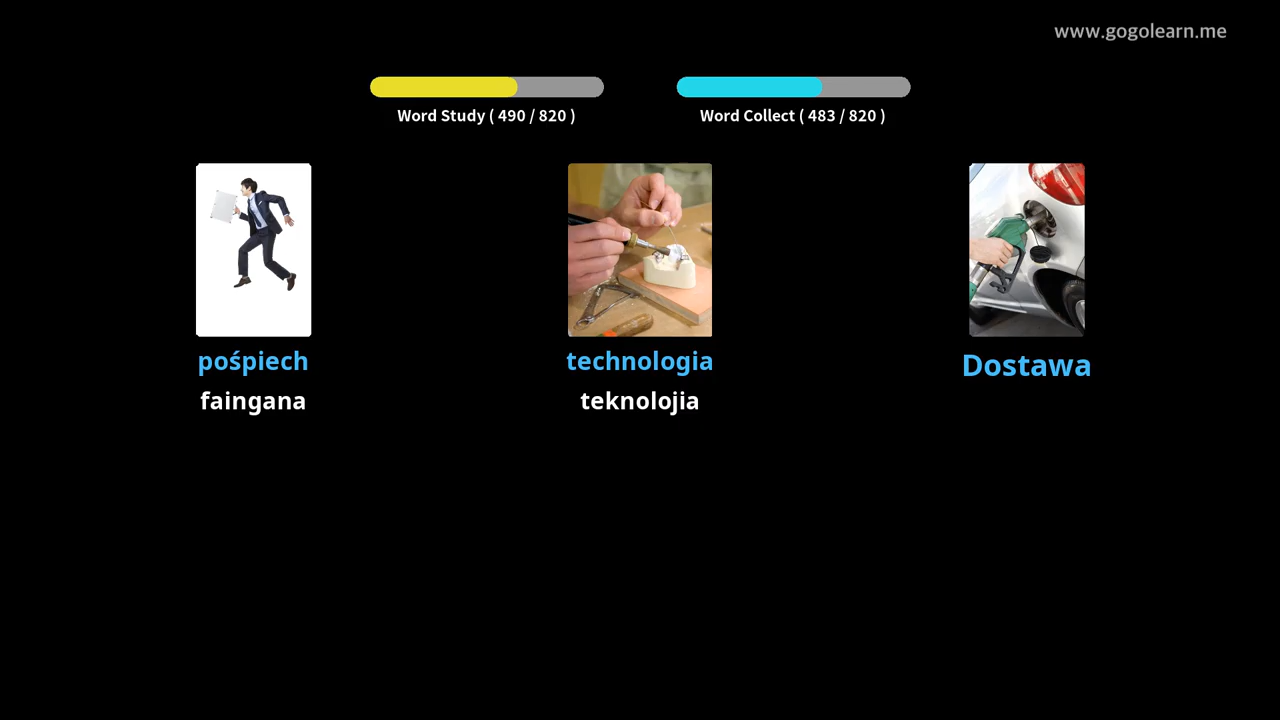 www.gogolearn.me
Word Study ( 490 / 820 )
Word Collect ( 483 / 820 )
pośpiech
technologia
Dostawa
faingana
teknolojia